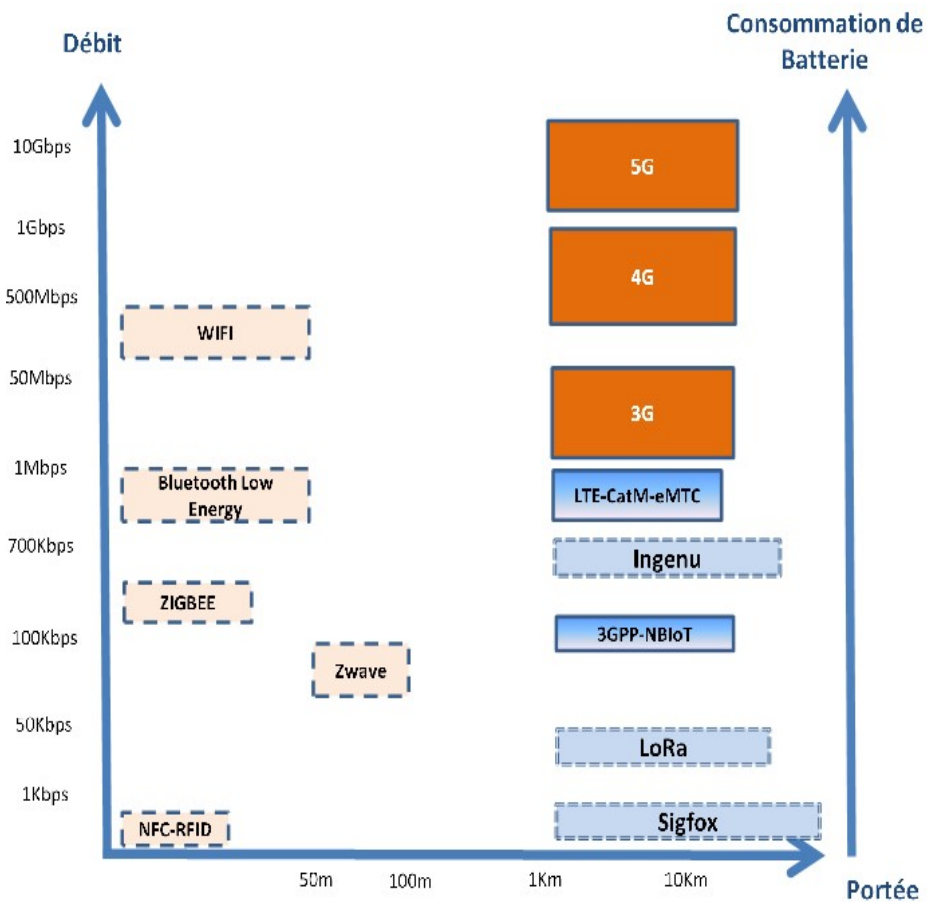 Débit
Consommation de
Batterie
10Gbps
5G
1Gbps
4G
500Mbps
WIFI
50Mbps
3G
1Mbps
Bluetooth Low
Energy
LTE-CatM-eMTC
700Kbps
Ingenu
ZIGBEE
100Kbps
3GPP-NBIoT
Zwave
50Kbps
LoRa
1Kbps
NFC-RFID
Sigfox
50m
100m
1Km
10Km
Portée